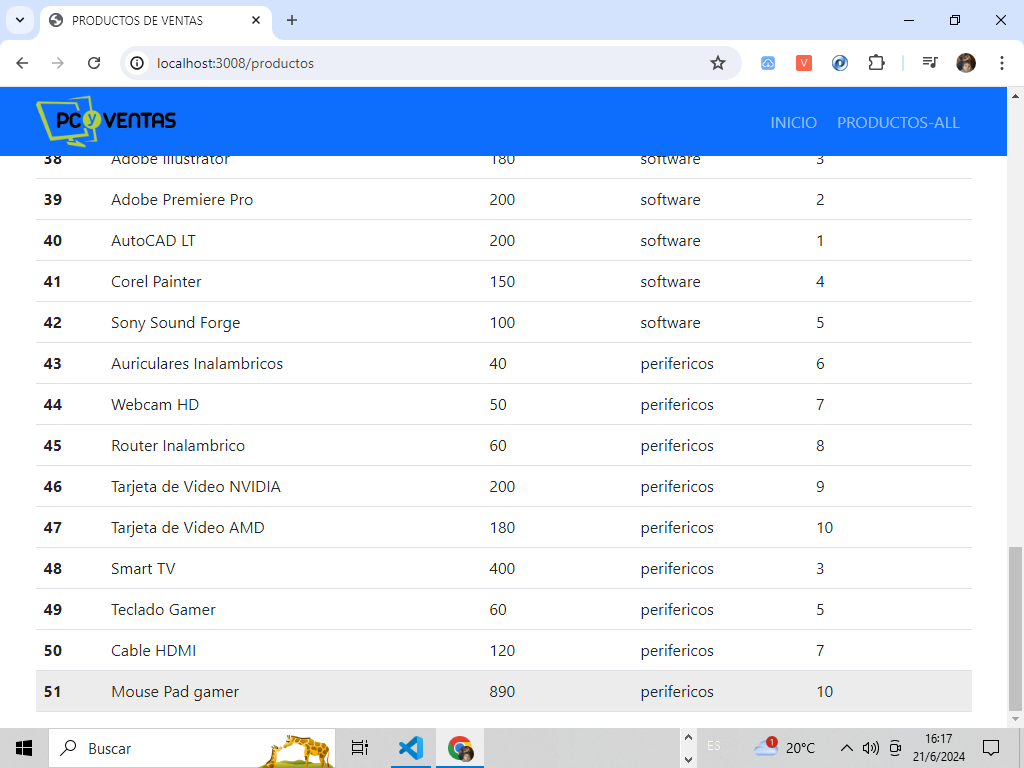 PRODUCTOS DE VENTAS
localhost:3008/productos
PC y VENTAS
INICIO PRODUCTOS-ALL
38 Adobe Illustrator 180 software 3
39 Adobe Premiere Pro 200 software 2
40 AutoCAD LT 200 software 1
41 Corel Painter 150 software 4
42 Sony Sound Forge 100 software 5
43 Auriculares Inalambricos 40 perifericos 6
44 Webcam HD 50 perifericos 7
45 Router Inalambrico 60 perifericos 8
46 Tarjeta de Video NVIDIA 200 perifericos 9
47 Tarjeta de Video AMD 180 perifericos 10
48 Smart TV 400 perifericos 3
49 Teclado Gamer 60 perifericos 5
50 Cable HDMI 120 perifericos 7
51 Mouse Pad gamer 890 perifericos 10
Buscar
ES
1
20°C
16:17
21/6/2024
V